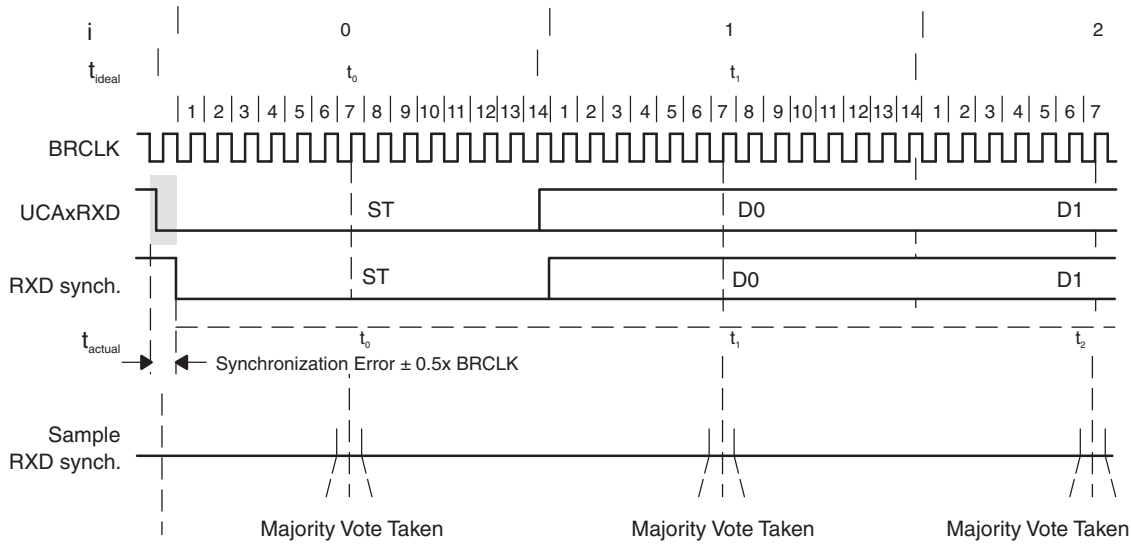 i 0 1 2
tideal t0 t1
1 2 3 4 5 6 7 8 9 10 11 12 13 14 1 2 3 4 5 6 7 8 9 10 11 12 13 14 1 2 3 4 5 6 7
BRCLK
UCAxRXD ST D0 D1
RXD synch. ST D0 D1
tactual t0 t1 t2
Synchronization Error ± 0.5x BRCLK
Sample
RXD synch.
Majority Vote Taken Majority Vote Taken Majority Vote Taken